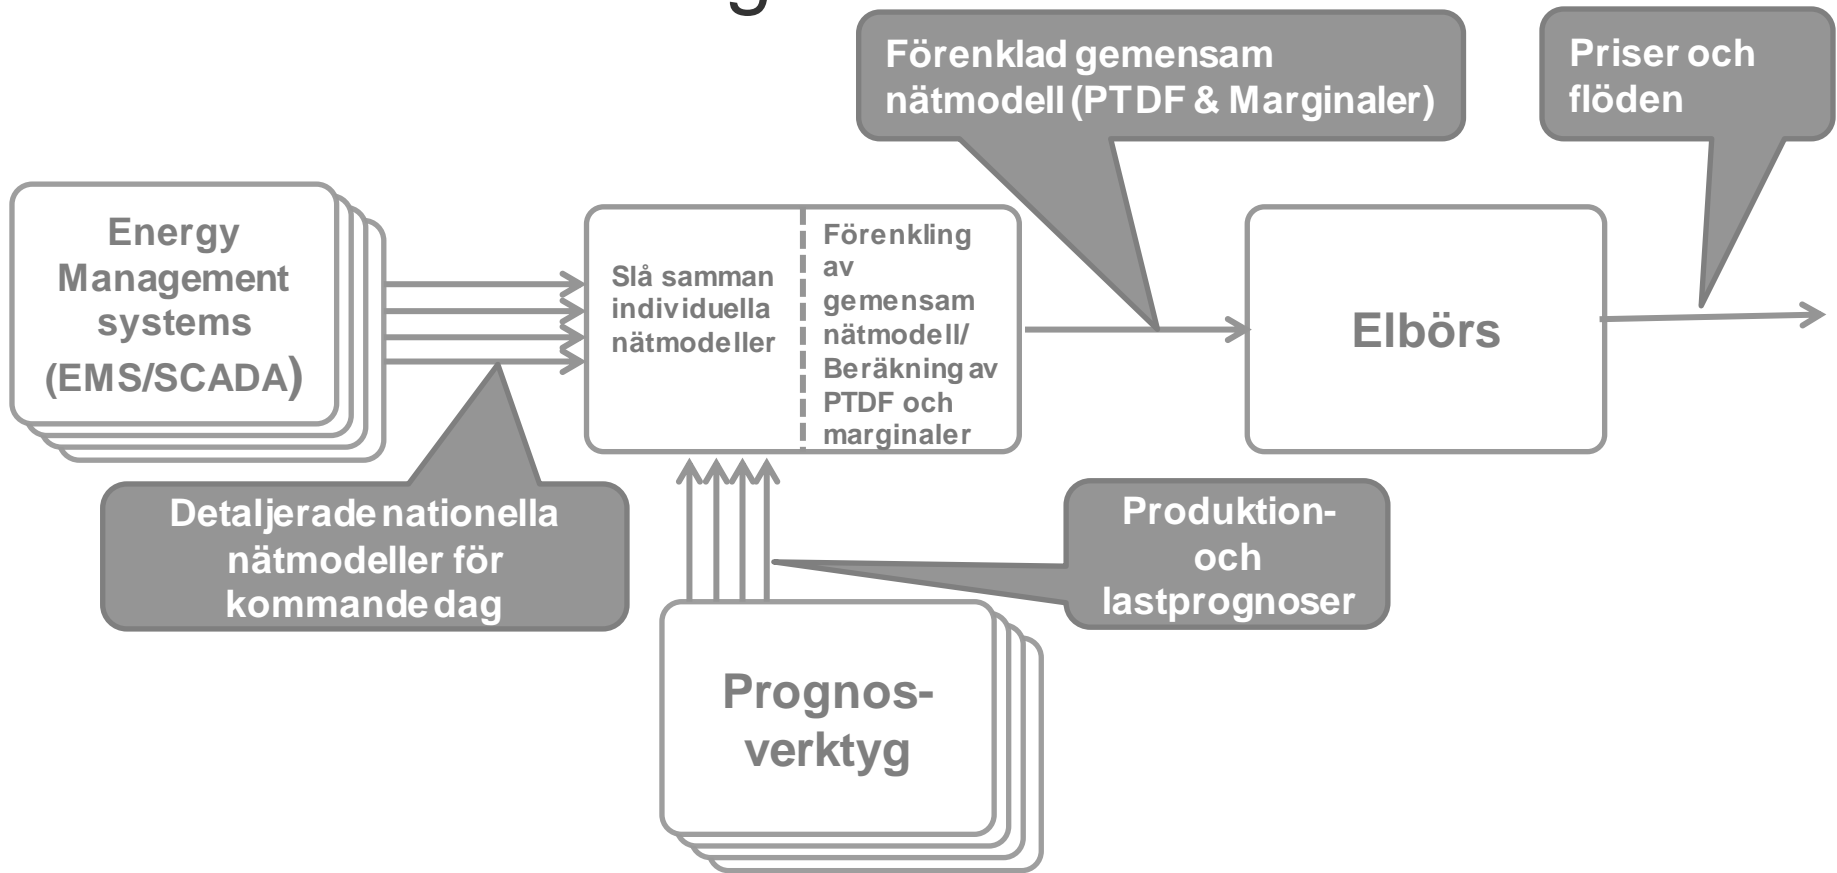 Förenklad gemensam
nätmodell (PTDF & Marginaler)
Priser och
flöden
Energy
Management
systems
(EMS/SCADA)
Slå samman
individuella
nätmodeller
Förenkling
av
gemensam
nätmodell/
Beräkning av
PTDF och
marginaler
Elbörs
Detaljerade nationella
nätmodeller för
kommande dag
Produktion-
och
lastprognoser
Prognos-
verktyg